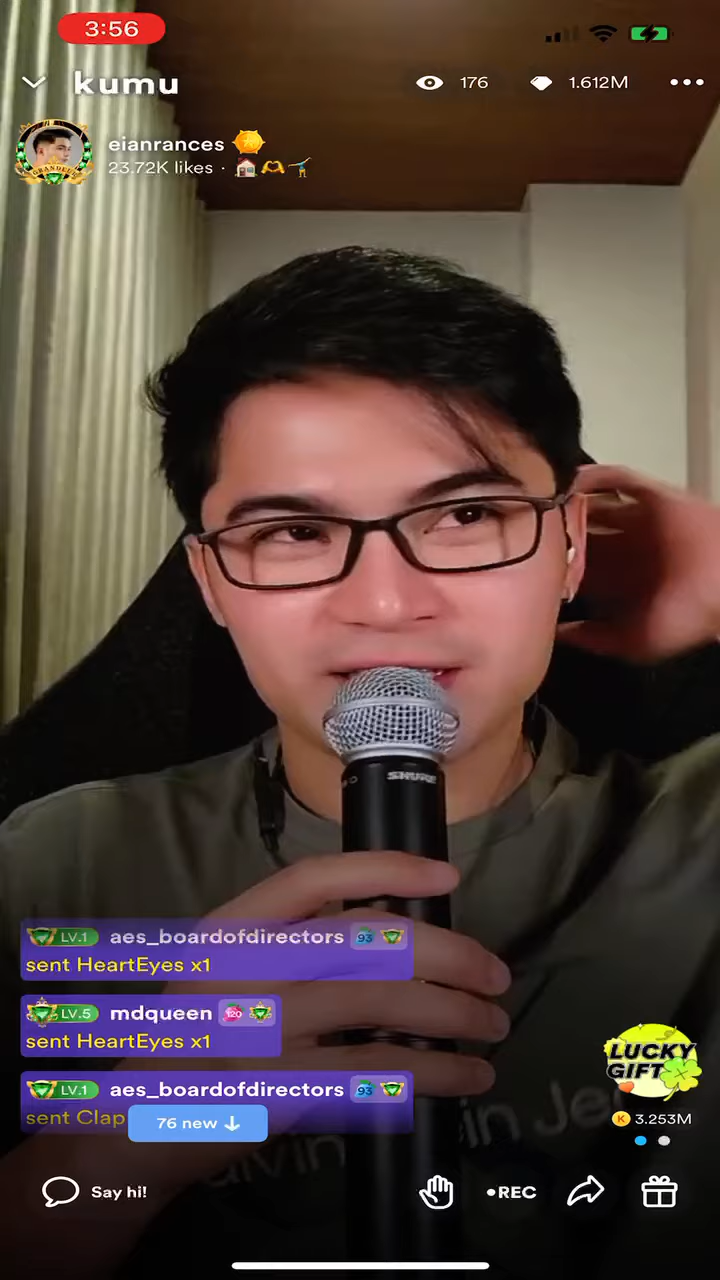 3:56
kumu
176
1.612M
eianrances
23.72K likes ·
GRANDEUR
LV.1 aes_boardofdirectors 93
sent HeartEyes x1
LV.5 mdqueen 120
sent HeartEyes x1
LV.1 aes_boardofdirectors 93
sent Clap
76 new
SHURE
LUCKY
GIFT
K 3.253M
Say hi!
•REC